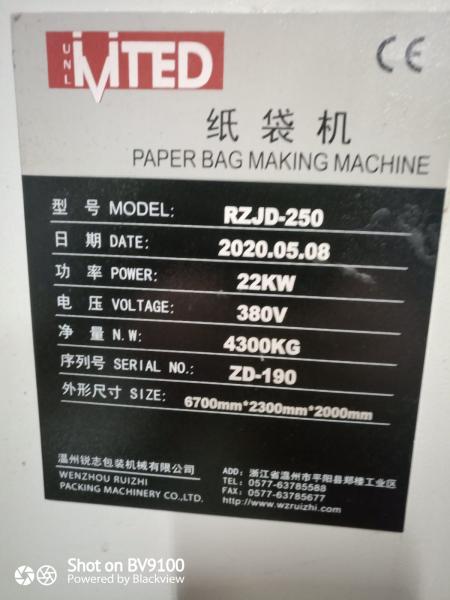 UNLIMITED
CE
纸袋机
PAPER BAG MAKING MACHINE
型 号 MODEL: RZJD-250
日 期 DATE: 2020.05.08
功 率 POWER: 22KW
电 压 VOLTAGE: 380V
净 量 N.W: 4300KG
序列号 SERIAL NO.: ZD-190
外形尺寸 SIZE: 6700mm*2300mm*2000mm
温州锐志包装机械有限公司
WENZHOU RUIZHI
PACKING MACHINERY CO.,LTD.
ADD: 浙江省温州市平阳县郑楼工业区
TEL: 0577-63785588
FAX: 0577-63785677
http://www.wzruizhi.com
Shot on BV9100
Powered by Blackview